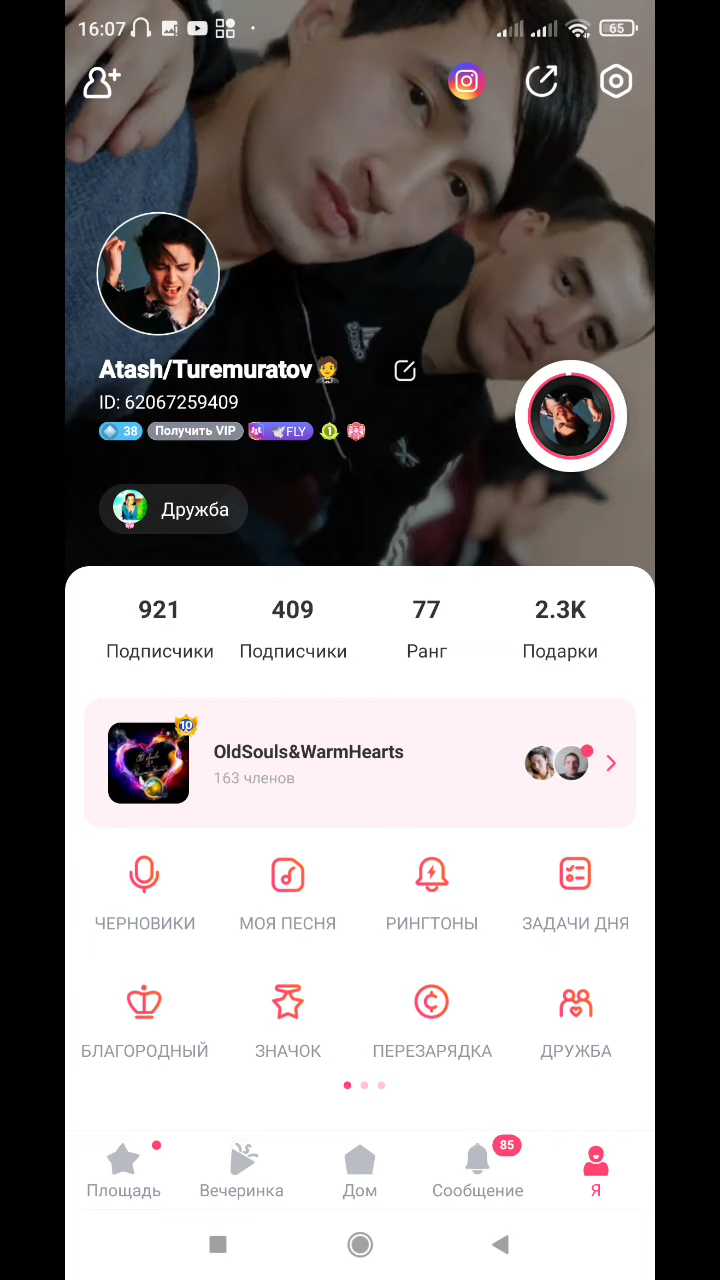 16:07
65
Atash/Turemuratov
ID: 62067259409
38 Получить VIP FLY 1
Дружба
921 409 77 2.3K
Подписчики Подписчики Ранг Подарки
10
OldSouls&WarmHearts
163 членов
ЧЕРНОВИКИ МОЯ ПЕСНЯ РИНГТОНЫ ЗАДАЧИ ДНЯ
БЛАГОРОДНЫЙ ЗНАЧОК ПЕРЕЗАРЯДКА ДРУЖБА
85
Площадь Вечеринка Дом Сообщение Я